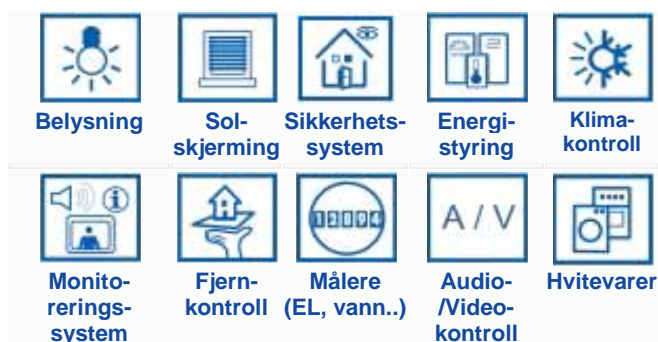 Belysning
Sol-
skjerming
Sikkerhets-
system
Energi-
styring
Klima-
kontroll
A / V
Monito-
rerings-
system
Fjern-
kontroll
Målere
(EL, vann..)
Audio-
/Video-
kontroll
Hvitevarer